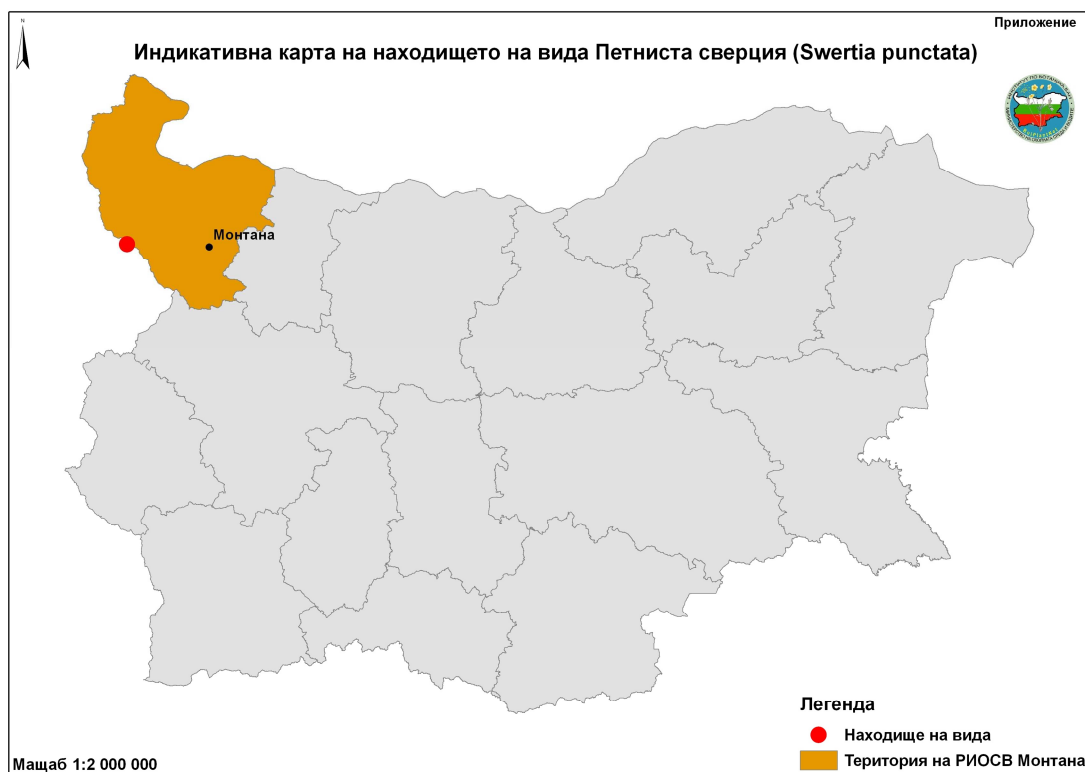 N
Приложение
Индикативна карта на находището на вида Петниста сверция (Swertia punctata)
Монтана
Легенда
Находище на вида
Територия на РИОСВ Монтана
Мащаб 1:2 000 000